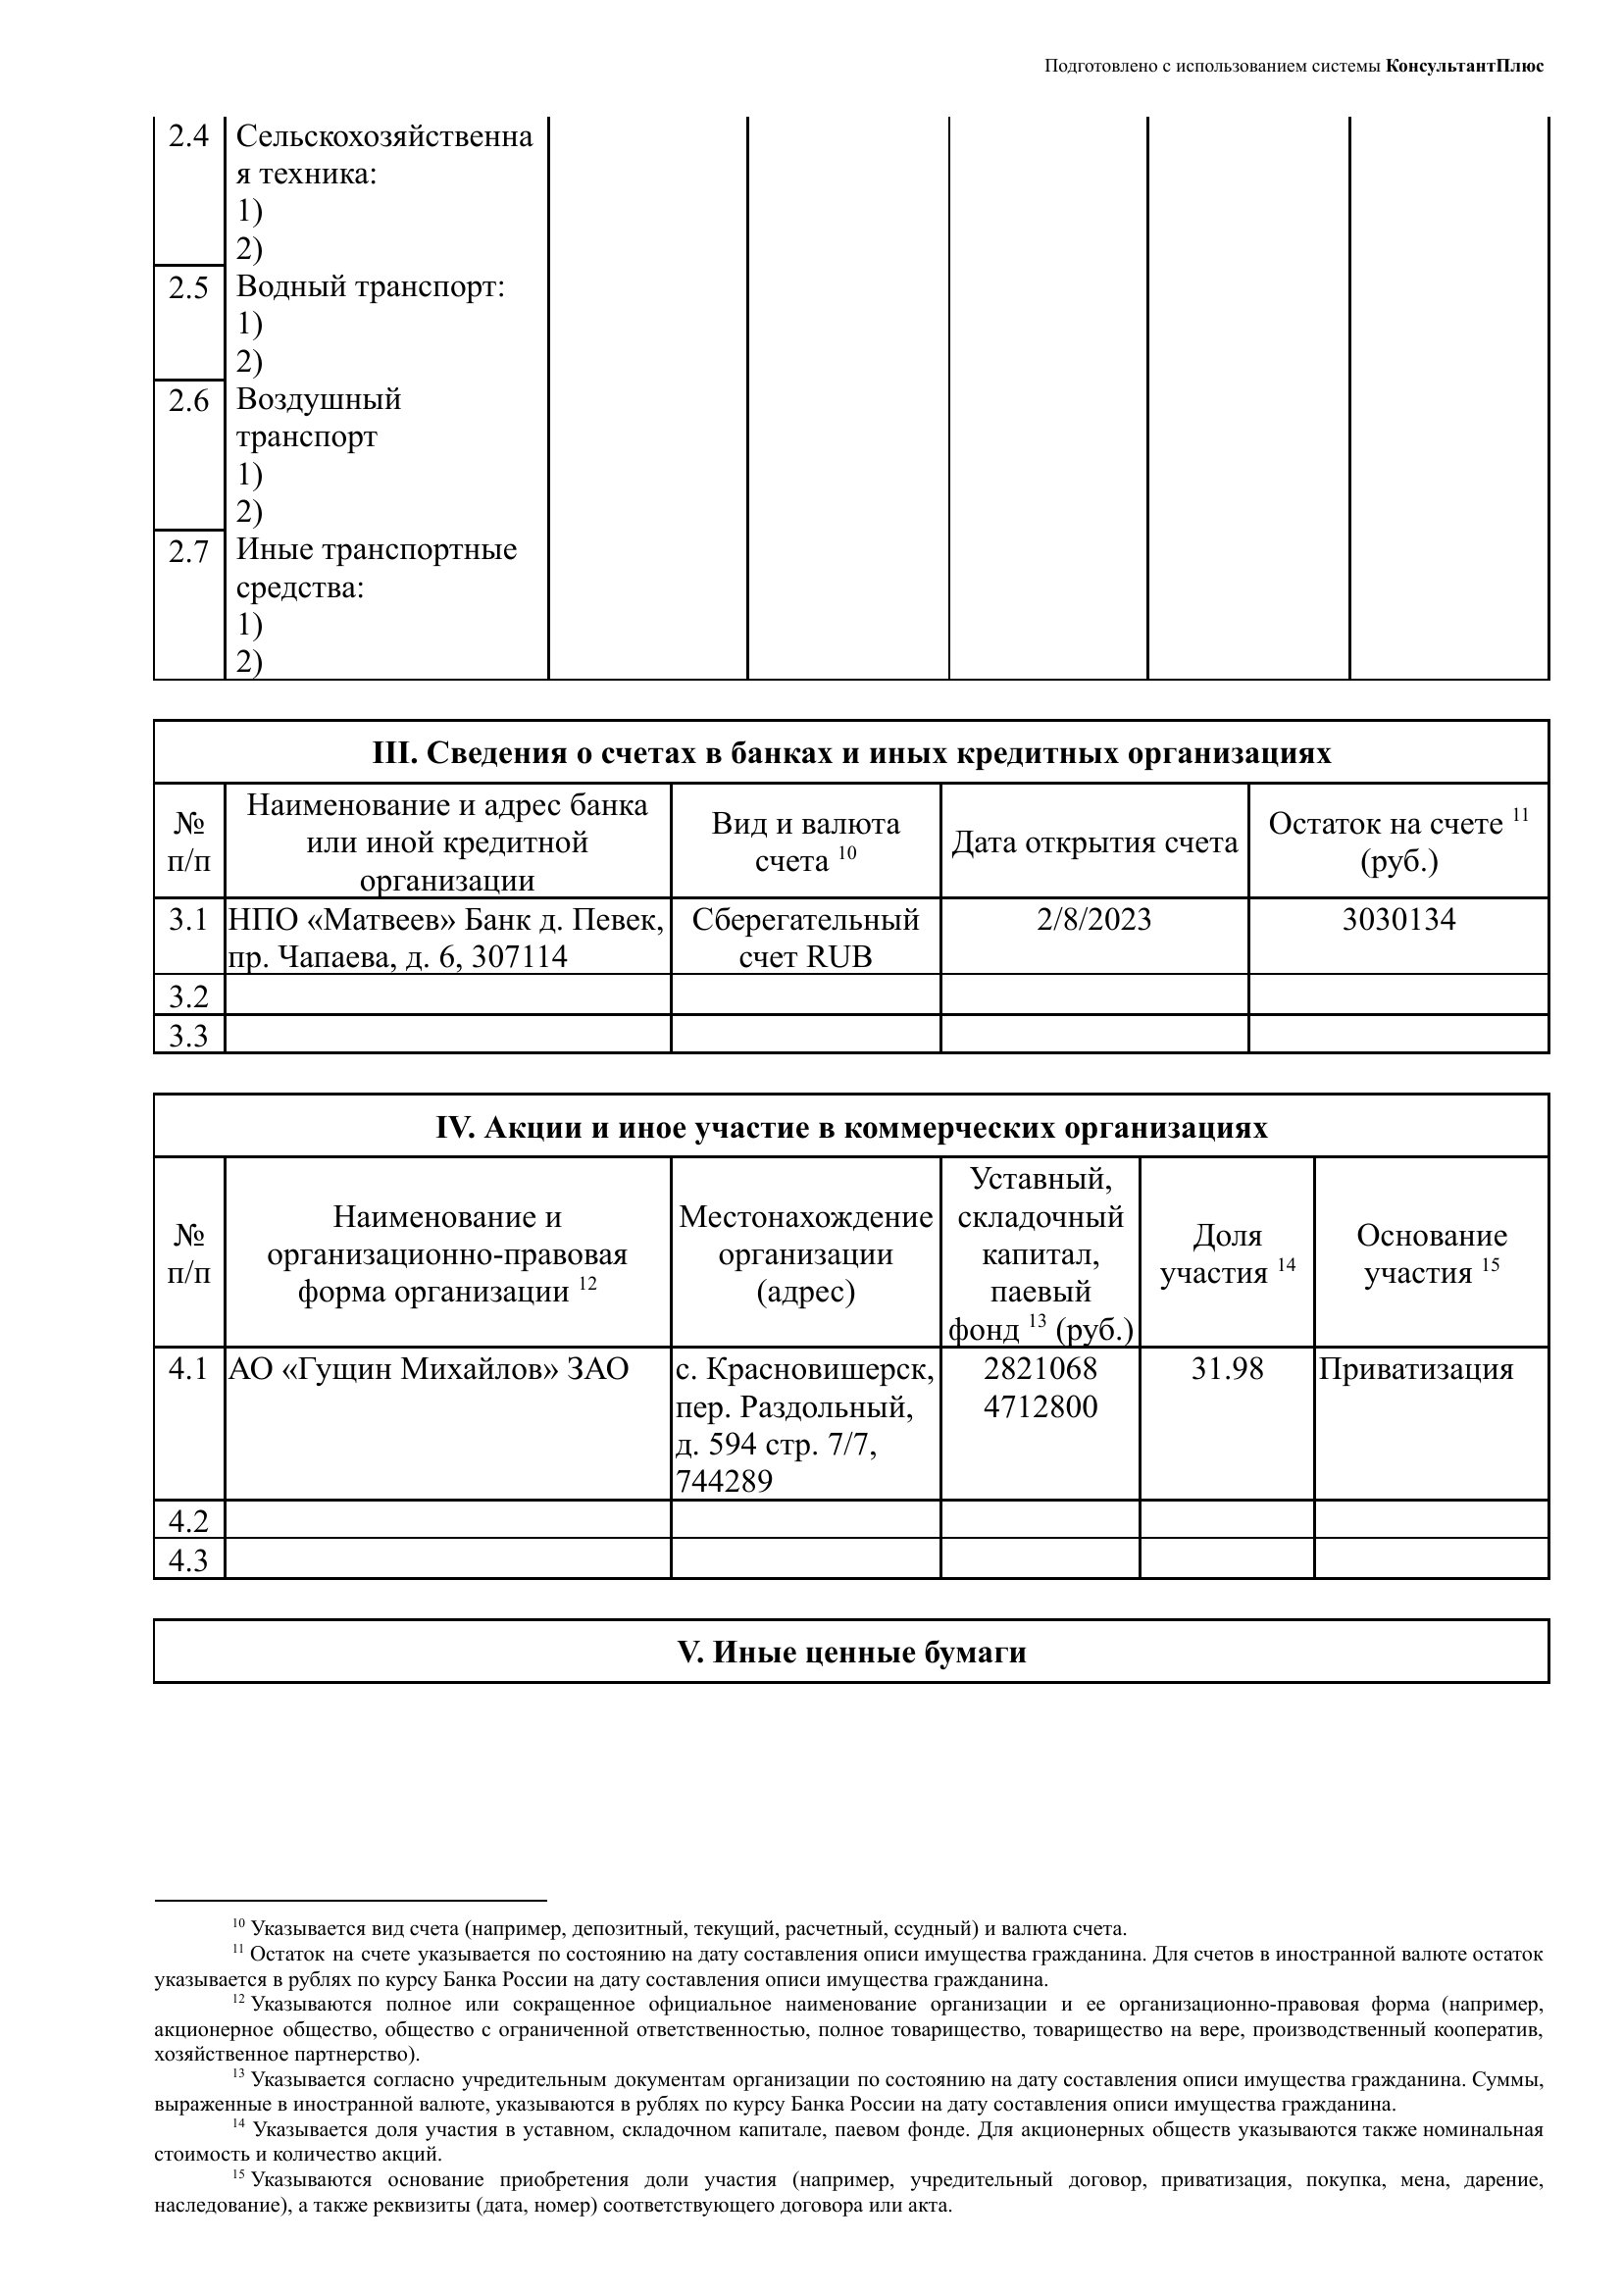 Подготовлено с использованием системы КонсультантПлюс
2.4 Сельскохозяйственна
я техника:
1)
2)
2.5 Водный транспорт:
1)
2)
2.6 Воздушный
транспорт
1)
2)
2.7 Иные транспортные
средства:
1)
2)
III. Сведения о счетах в банках и иных кредитных организациях
№
п/п
Наименование и адрес банка
или иной кредитной
организации
Вид и валюта
счета 10
Дата открытия счета
Остаток на счете 11
(руб.)
3.1
НПО «Матвеев» Банк д. Певек,
пр. Чапаева, д. 6, 307114
Сберегательный
счет RUB
2/8/2023
3030134
3.2
3.3
IV. Акции и иное участие в коммерческих организациях
№
п/п
Наименование и
организационно-правовая
форма организации 12
Местонахождение
организации
(адрес)
Уставный,
складочный
капитал,
паевый
фонд 13 (руб.)
Доля
участия 14
Основание
участия 15
4.1
АО «Гущин Михайлов» ЗАО
с. Красновишерск,
пер. Раздольный,
д. 594 стр. 7/7,
744289
2821068
4712800
31.98
Приватизация
4.2
4.3
V. Иные ценные бумаги
10 Указывается вид счета (например, депозитный, текущий, расчетный, ссудный) и валюта счета.
11 Остаток на счете указывается по состоянию на дату составления описи имущества гражданина. Для счетов в иностранной валюте остаток
указывается в рублях по курсу Банка России на дату составления описи имущества гражданина.
12 Указываются полное или сокращенное официальное наименование организации и ее организационно-правовая форма (например,
акционерное общество, общество с ограниченной ответственностью, полное товарищество, товарищество на вере, производственный кооператив,
хозяйственное партнерство).
13 Указывается согласно учредительным документам организации по состоянию на дату составления описи имущества гражданина. Суммы,
выраженные в иностранной валюте, указываются в рублях по курсу Банка России на дату составления описи имущества гражданина.
14 Указывается доля участия в уставном, складочном капитале, паевом фонде. Для акционерных обществ указываются также номинальная
стоимость и количество акций.
15 Указываются основание приобретения доли участия (например, учредительный договор, приватизация, покупка, мена, дарение,
наследование), а также реквизиты (дата, номер) соответствующего договора или акта.